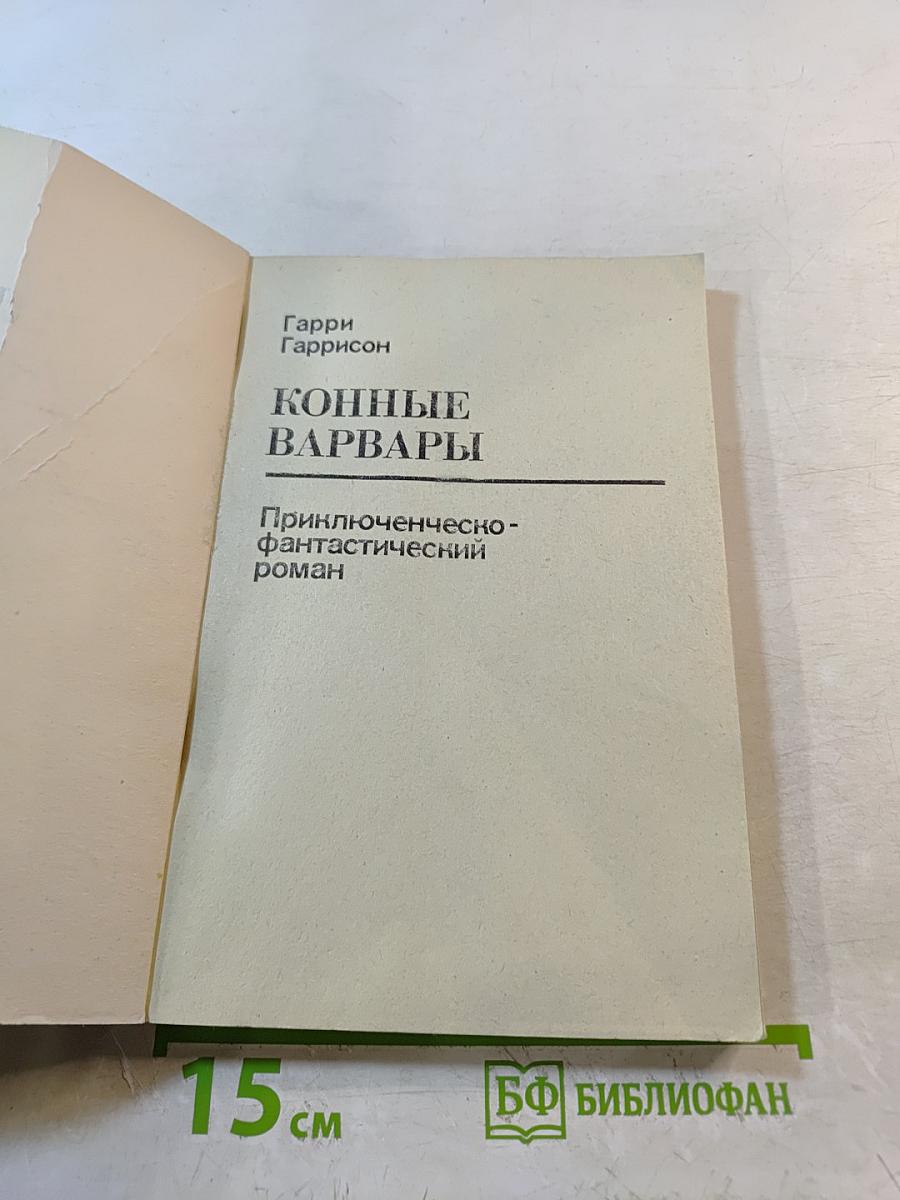 Гарри
Гаррисон
КОННЫЕ
ВАРВАРЫ
Приключенческо-
фантастический
роман
15 см
БФ БИБЛИОФАН